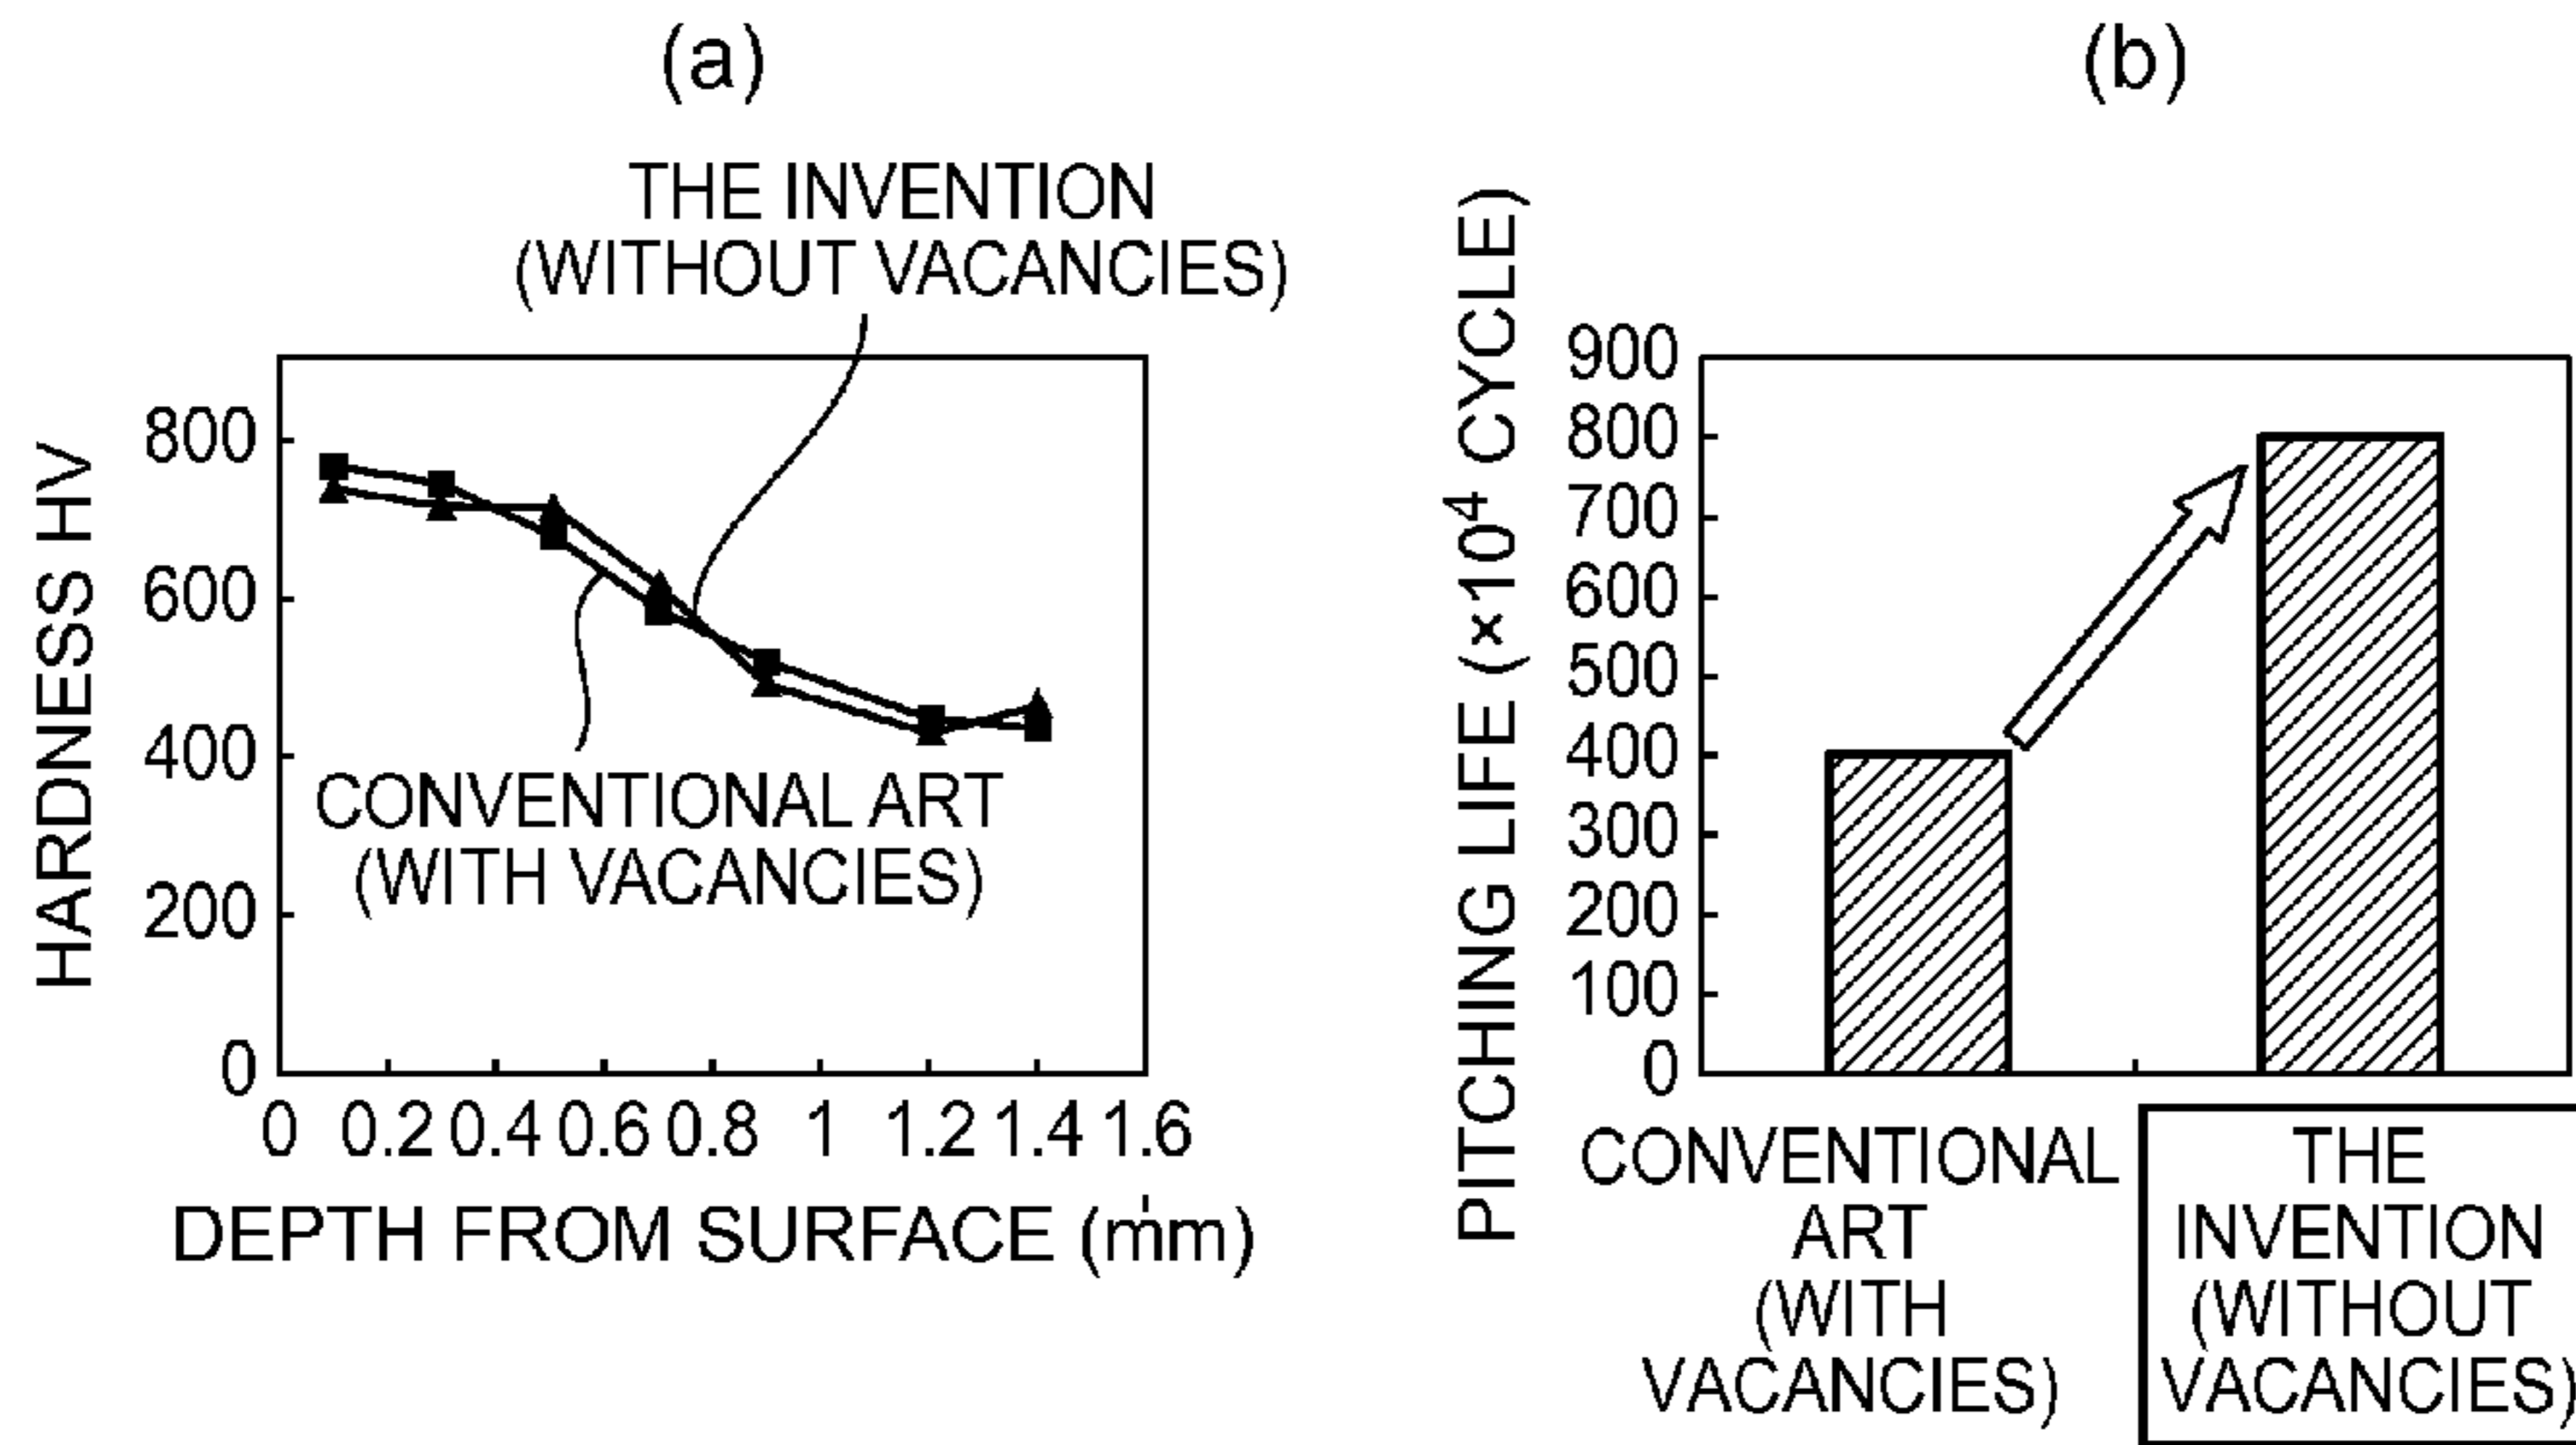 (a)
THE INVENTION
(WITHOUT VACANCIES)
HARDNESS HV
800
600
400
200
0
CONVENTIONAL ART
(WITH VACANCIES)
0 0.2 0.4 0.6 0.8 1 1.2 1.4 1.6
DEPTH FROM SURFACE (mm)
(b)
PITCHING LIFE (×10⁴ CYCLE)
900
800
700
600
500
400
300
200
100
0
CONVENTIONAL
ART
(WITH
VACANCIES)
THE
INVENTION
(WITHOUT
VACANCIES)